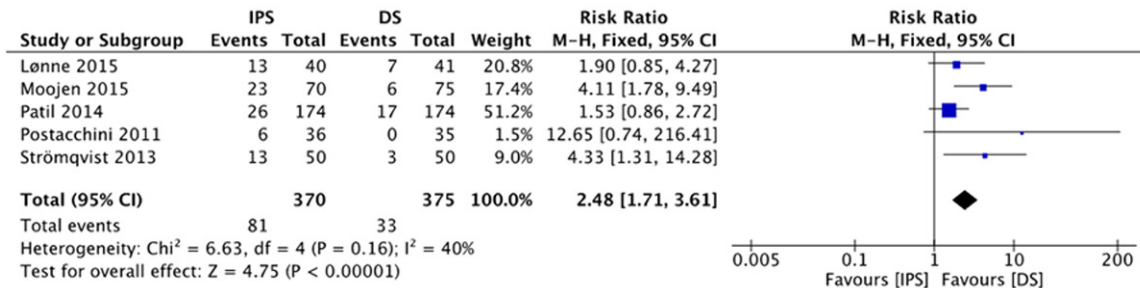 IPS DS Risk Ratio Risk Ratio
Study or Subgroup Events Total Events Total Weight M-H, Fixed, 95% CI M-H, Fixed, 95% CI
Lønne 2015 13 40 7 41 20.8% 1.90 [0.85, 4.27]
Moojen 2015 23 70 6 75 17.4% 4.11 [1.78, 9.49]
Patil 2014 26 174 17 174 51.2% 1.53 [0.86, 2.72]
Postacchini 2011 6 36 0 35 1.5% 12.65 [0.74, 216.41]
Strömqvist 2013 13 50 3 50 9.0% 4.33 [1.31, 14.28]
Total (95% CI) 370 375 100.0% 2.48 [1.71, 3.61]
Total events 81 33
Heterogeneity: Chi² = 6.63, df = 4 (P = 0.16); I² = 40%
Test for overall effect: Z = 4.75 (P < 0.00001)
0.005 0.1 1 10 200
Favours [IPS] Favours [DS]